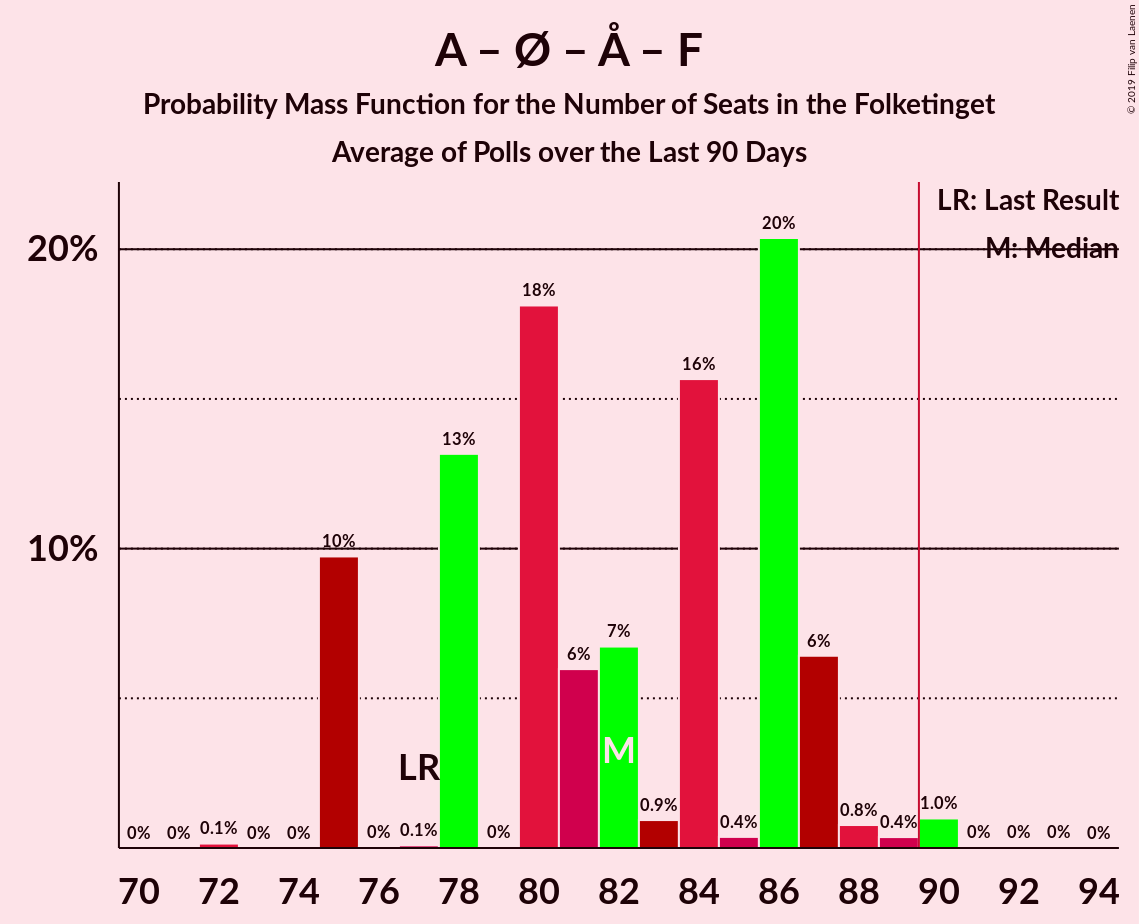 A – Ø – Å – F
Probability Mass Function for the Number of Seats in the Folketinget
Average of Polls over the Last 90 Days
© 2019 Filip van Laenen
LR: Last Result
M: Median
20%
10%
0% 0% 0.1% 0% 0% 10% 0% 0.1% 13% 0% 18% 6% 7% 0.9% 16% 0.4% 20% 6% 0.8% 0.4% 1.0% 0% 0% 0% 0%
LR
M
70 72 74 76 78 80 82 84 86 88 90 92 94